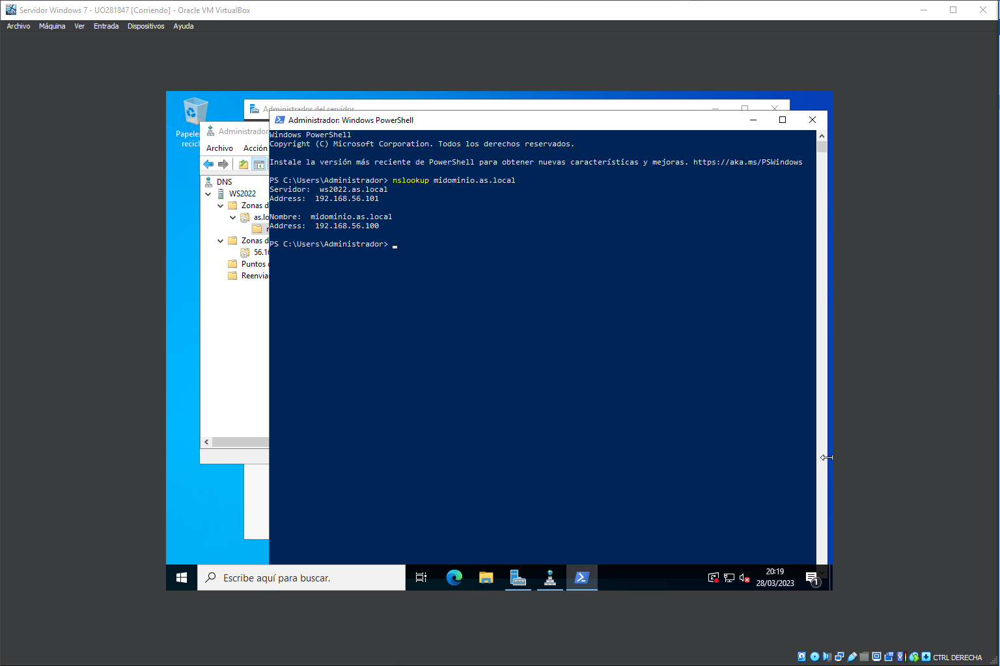 Servidor Windows 7 - UO281847 [Corriendo] - Oracle VM VirtualBox
Archivo Máquina Ver Entrada Dispositivos Ayuda
Administrador del servidor
Administrador: Windows PowerShell
Administrador
Archivo Acción
DNS
WS2022
Zonas d
as.lo
Zonas d
56.16
Puntos
Reenvia
Windows PowerShell
Copyright (C) Microsoft Corporation. Todos los derechos reservados.
Instale la versión más reciente de PowerShell para obtener nuevas características y mejoras. https://aka.ms/PSWindows
PS C:\Users\Administrador> nslookup midominio.as.local
Servidor:  ws2022.as.local
Address:  192.168.56.101
Nombre:  midominio.as.local
Address:  192.168.56.100
PS C:\Users\Administrador>
Papele
recicl
Escribe aquí para buscar.
20:19
28/03/2023
1
CTRL DERECHA